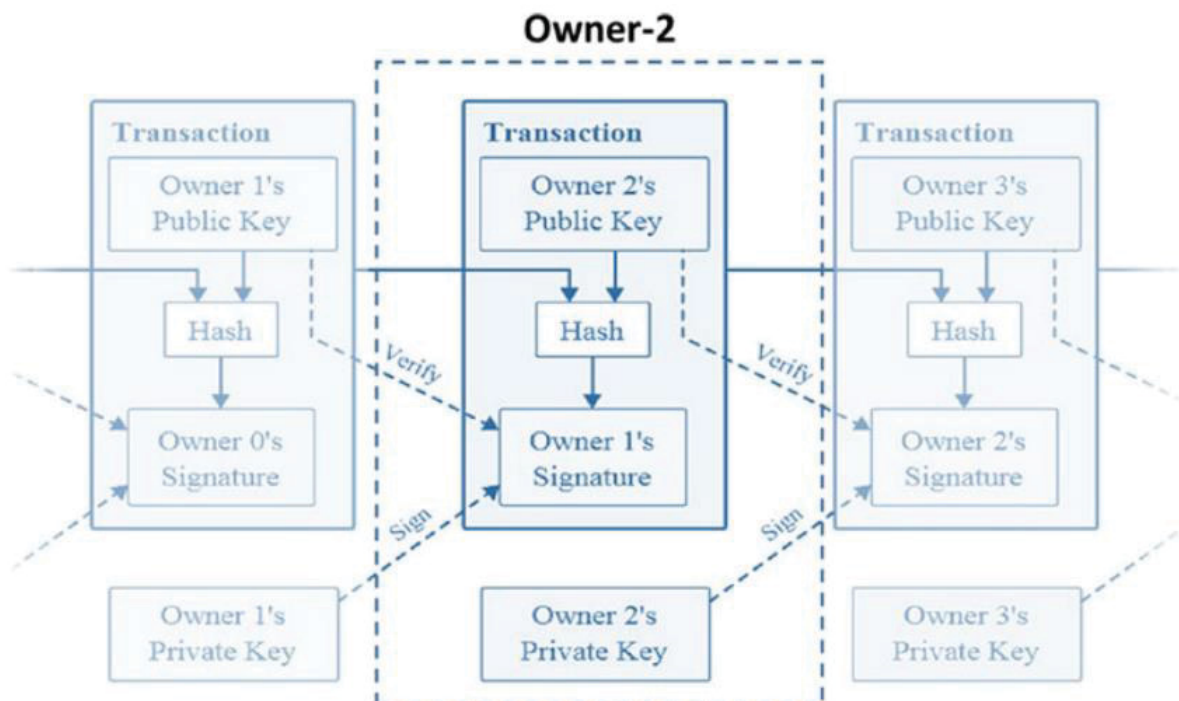 Owner-2
Transaction
Owner 1's
Public Key
Hash
Owner 0's
Signature
Owner 1's
Private Key
Verify
Sign
Transaction
Owner 2's
Public Key
Hash
Owner 1's
Signature
Owner 2's
Private Key
Verify
Sign
Transaction
Owner 3's
Public Key
Hash
Owner 2's
Signature
Owner 3's
Private Key